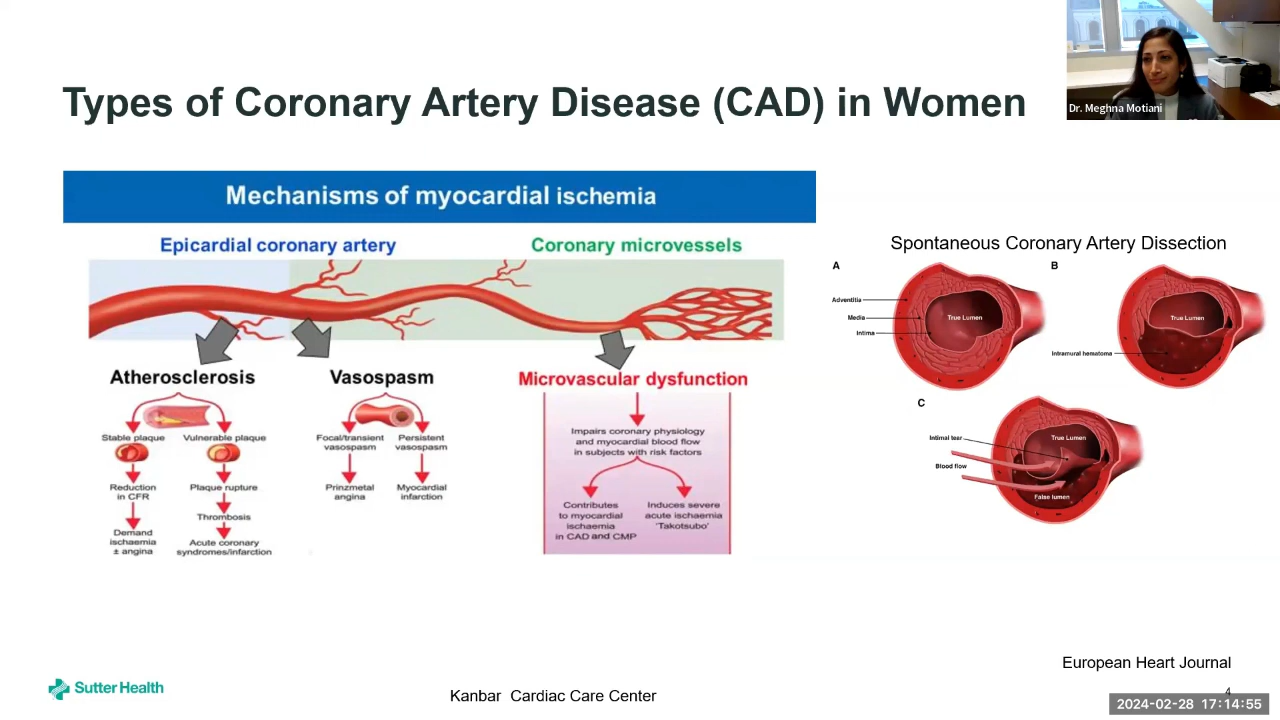 Types of Coronary Artery Disease (CAD) in Women
Dr. Meghna Motiani
Mechanisms of myocardial ischemia
Epicardial coronary artery
Coronary microvessels
Atherosclerosis
Stable plaque
Reduction
in CFR
Demand
ischaemia
± angina
Vulnerable plaque
Plaque rupture
Thrombosis
Acute coronary
syndromes/infarction
Vasospasm
Focal/transient
vasospasm
Prinzmetal
angina
Persistent
vasospasm
Myocardial
infarction
Microvascular dysfunction
Impairs coronary physiology
and myocardial blood flow
in subjects with risk factors
Contributes
to myocardial
ischaemia
in CAD and CMP
Induces severe
acute ischaemia
‘Takotsubo’
Spontaneous Coronary Artery Dissection
A
Adventitia
Media
Intima
True Lumen
B
True Lumen
Intramural hematoma
C
Intimal tear
Blood flow
True Lumen
False lumen
European Heart Journal
Sutter Health
Kanbar Cardiac Care Center
4
2024-02-28 17:14:55